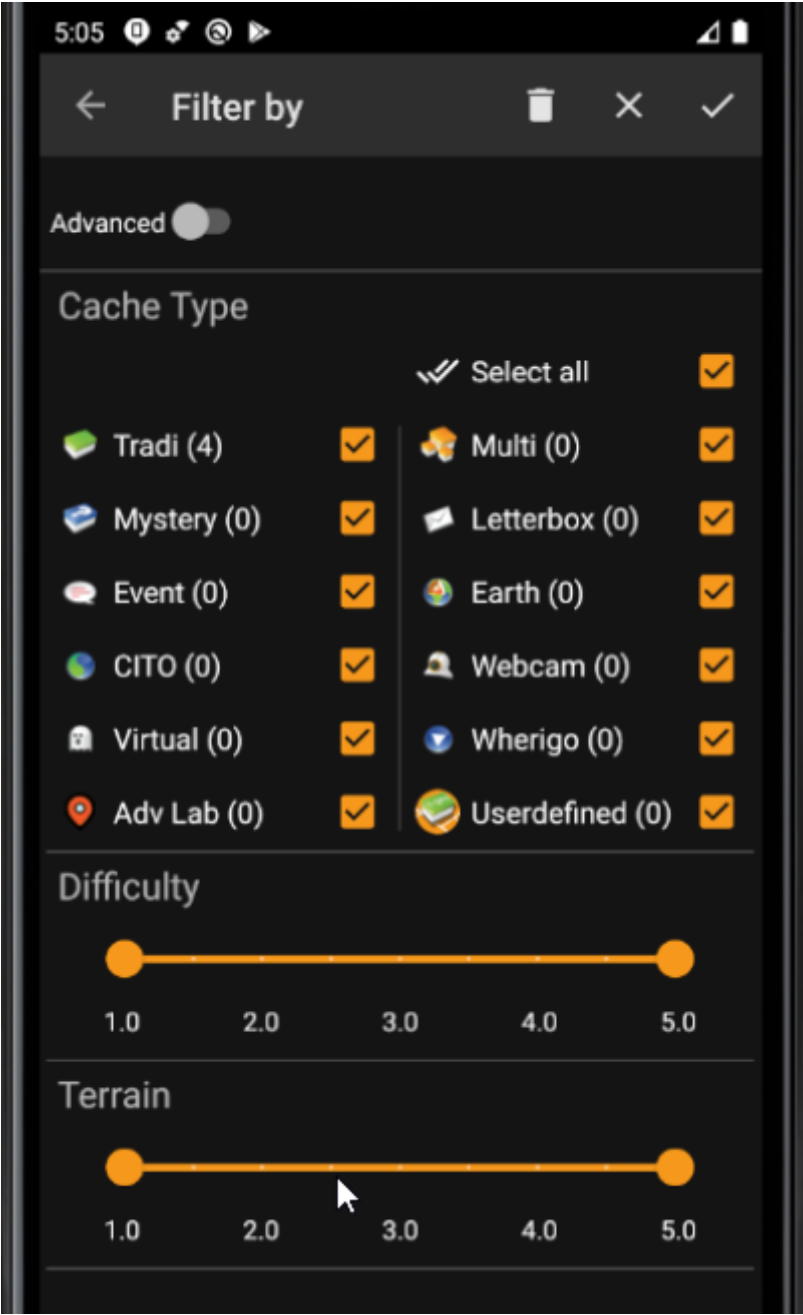 5:05
Filter by
Advanced
Cache Type
Select all
Tradi (4) Multi (0)
Mystery (0) Letterbox (0)
Event (0) Earth (0)
CITO (0) Webcam (0)
Virtual (0) Wherigo (0)
Adv Lab (0) Userdefined (0)
Difficulty
1.0 2.0 3.0 4.0 5.0
Terrain
1.0 2.0 3.0 4.0 5.0